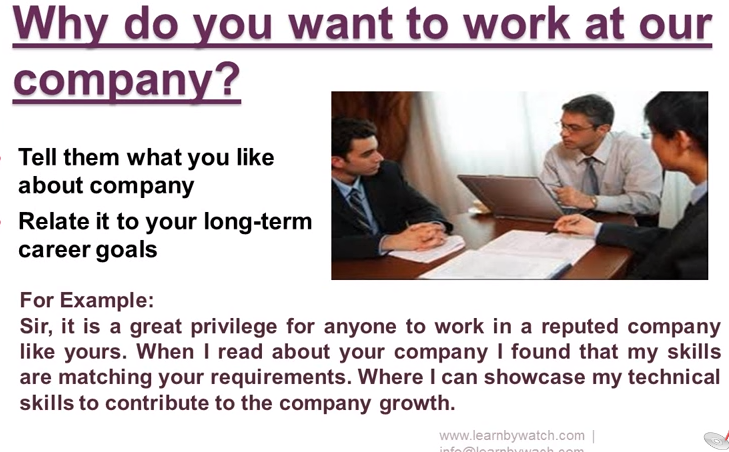 Why do you want to work at our
company?
Tell them what you like
about company
Relate it to your long-term
career goals
For Example:
Sir, it is a great privilege for anyone to work in a reputed company
like yours. When I read about your company I found that my skills
are matching your requirements. Where I can showcase my technical
skills to contribute to the company growth.
www.learnbywatch.com |
info@learnbywach.com